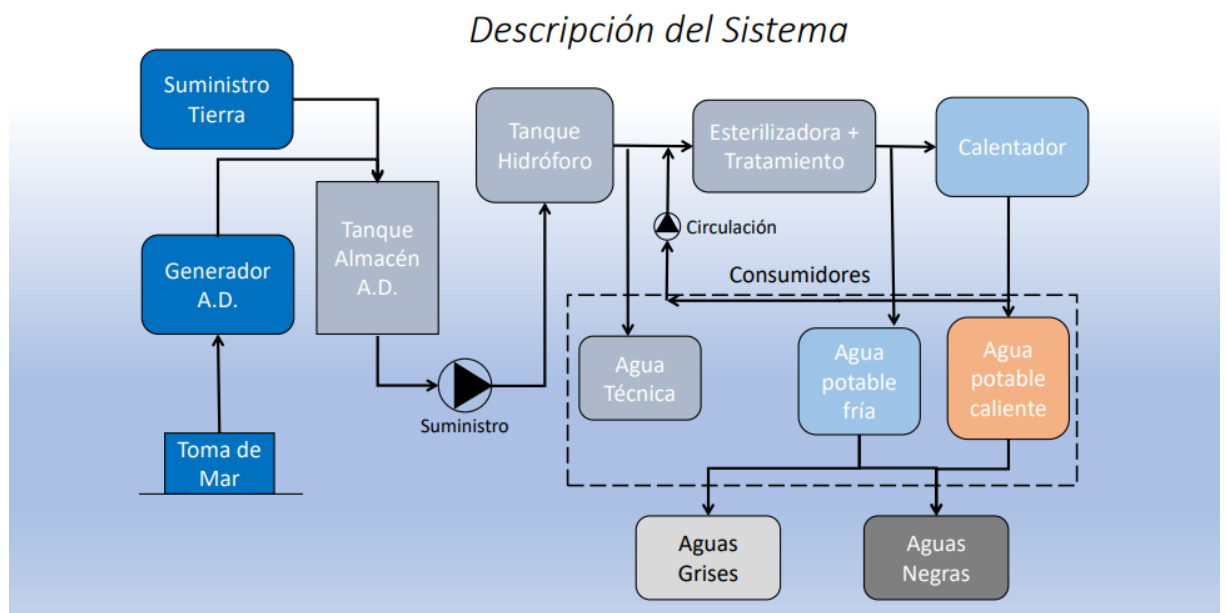 Descripción del Sistema
Suministro
Tierra
Tanque
Hidróforo
Esterilizadora +
Tratamiento
Calentador
Circulación
Tanque
Almacén
A.D.
Generador
A.D.
Consumidores
Agua
Técnica
Agua
potable
fría
Agua
potable
caliente
Suministro
Toma de
Mar
Aguas
Grises
Aguas
Negras